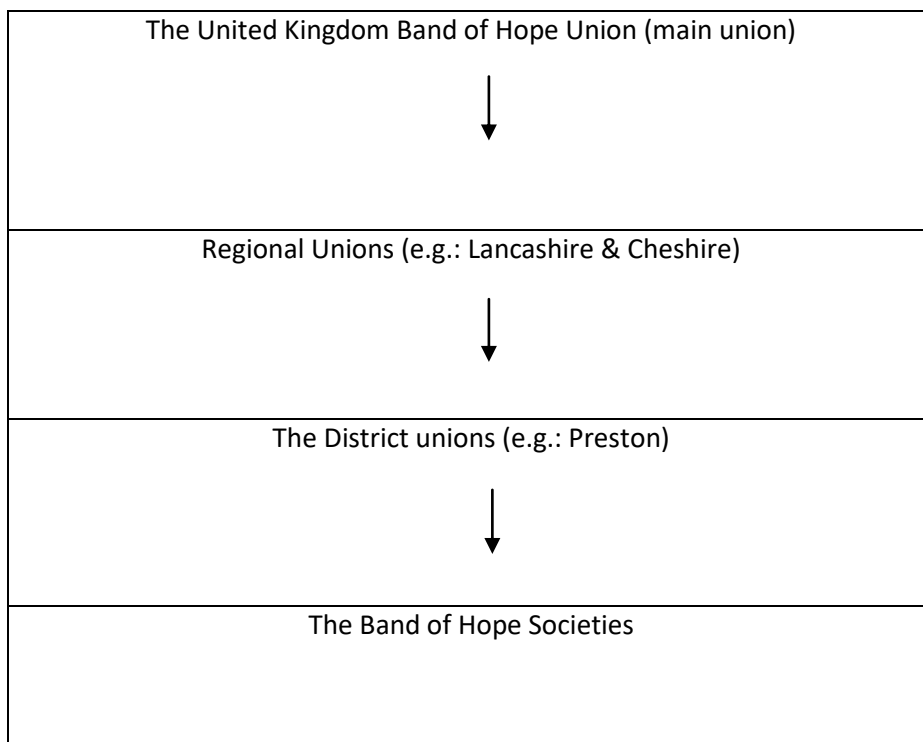 The United Kingdom Band of Hope Union (main union)
Regional Unions (e.g.: Lancashire & Cheshire)
The District unions (e.g.: Preston)
The Band of Hope Societies